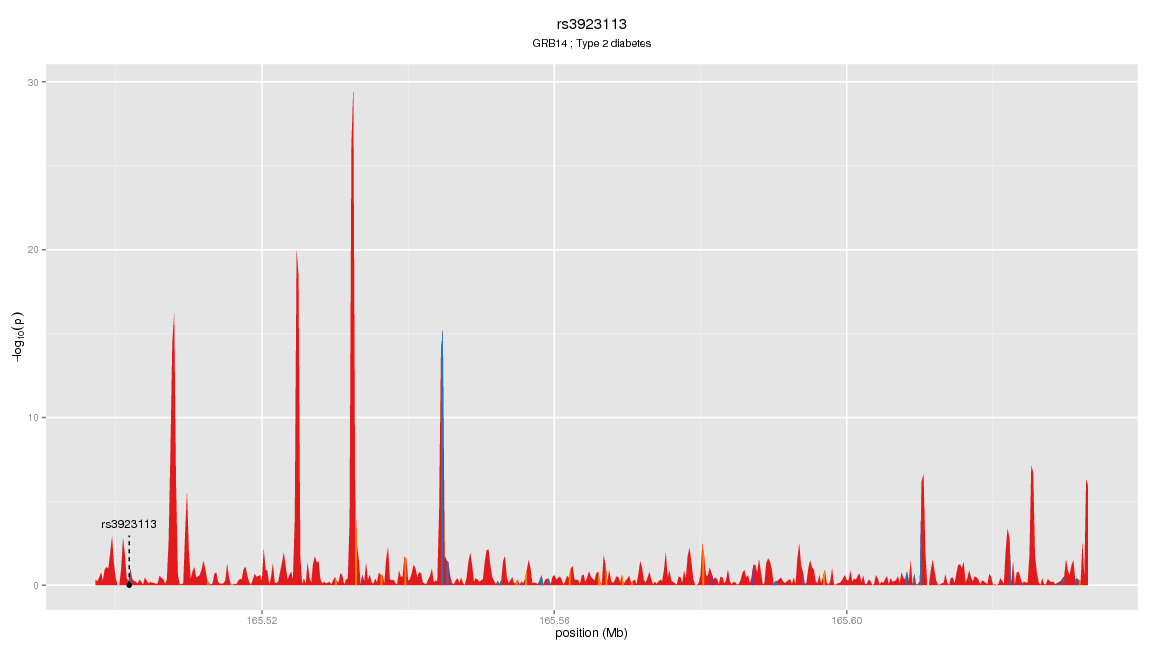 rs3923113
GRB14 ; Type 2 diabetes
30
20
10
0
−log10(p)
rs3923113
165.52
165.56
165.60
position (Mb)